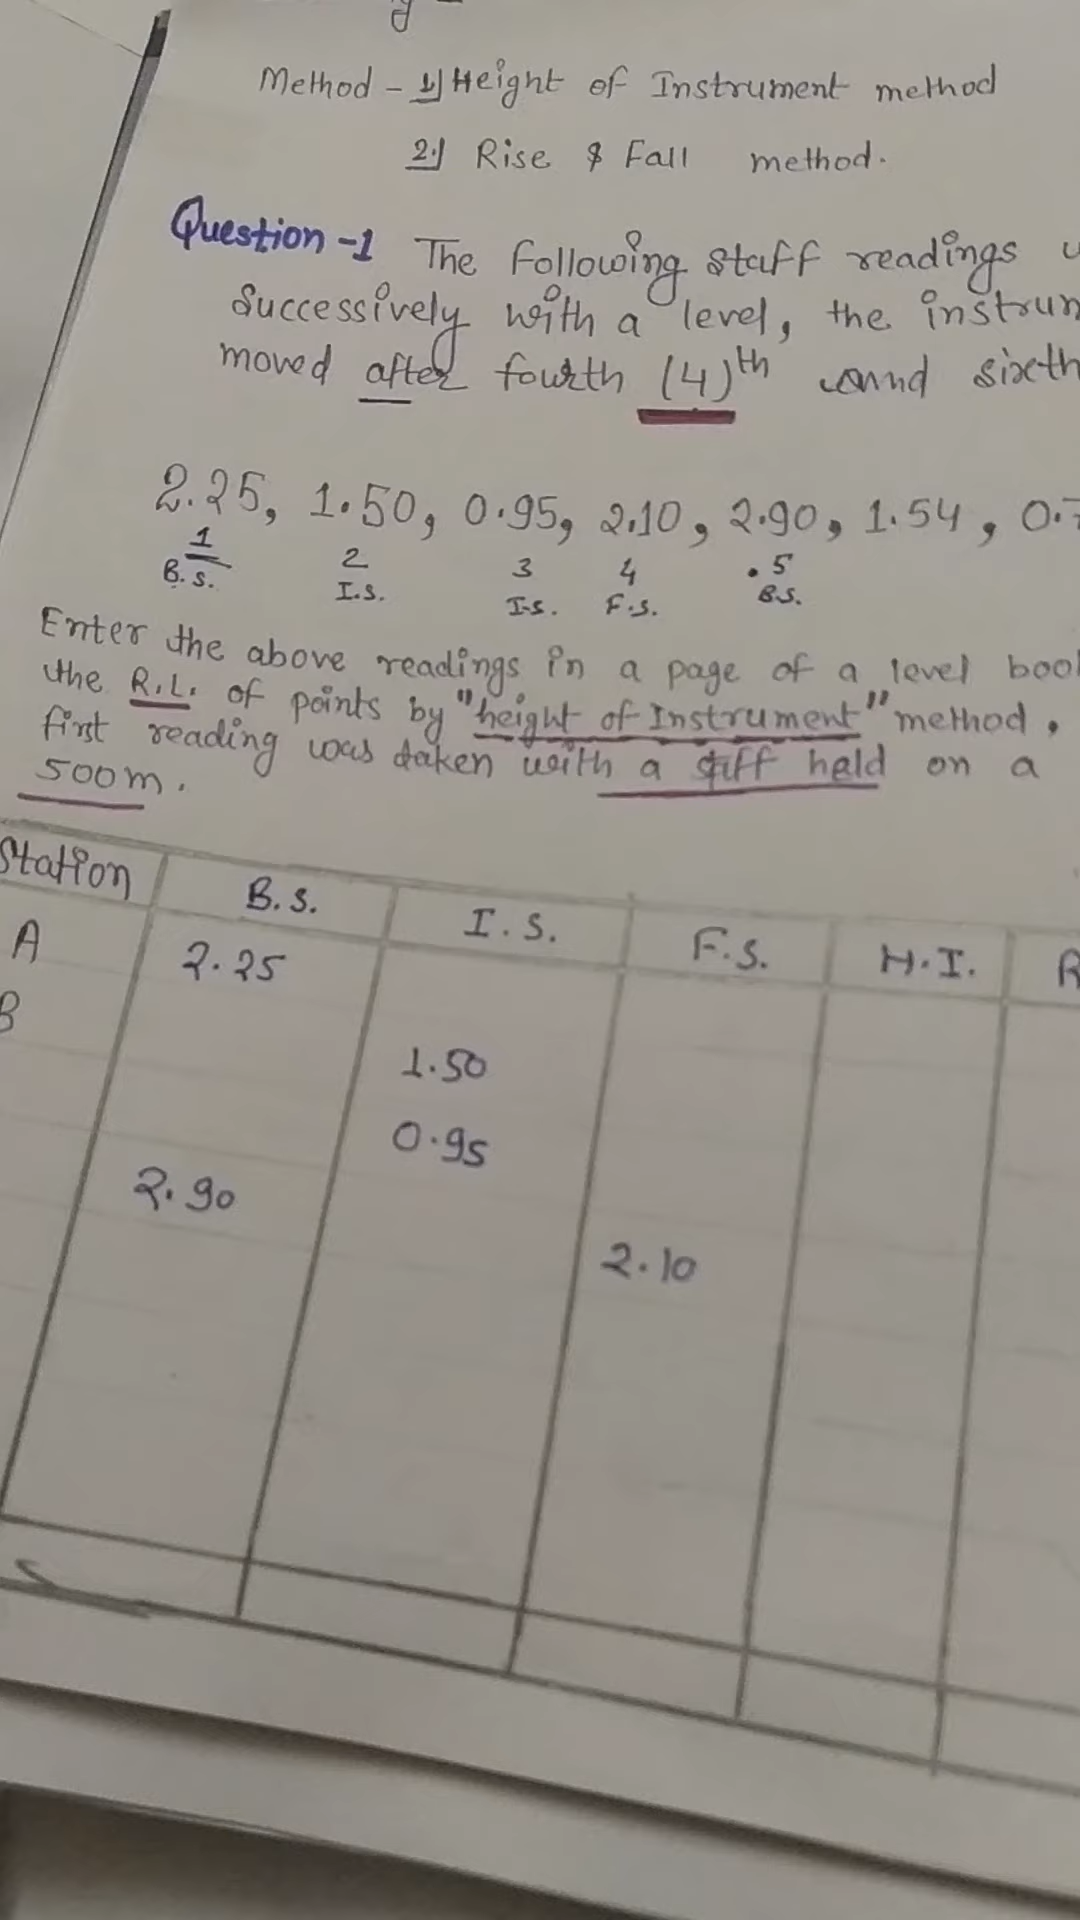 Method - 1) Height of Instrument method
2.) Rise & Fall method.
Question -1 The following staff readings
Successively with a level, the instrum
moved after fourth (4)th and sixth
2.25, 1.50, 0.95, 2.10, 2.90, 1.54, 0.7
1 2 3 4 .5
B.S. I.S. I.S. F.S. B.S.
Enter the above readings in a page of a level boo
the R.L. of points by "height of Instrument" method.
first reading was taken with a stiff held on a
500m.
Station B.S. I.S. F.S. H.I. R
A 2.25
B
1.50
0.95
2.90
2.10